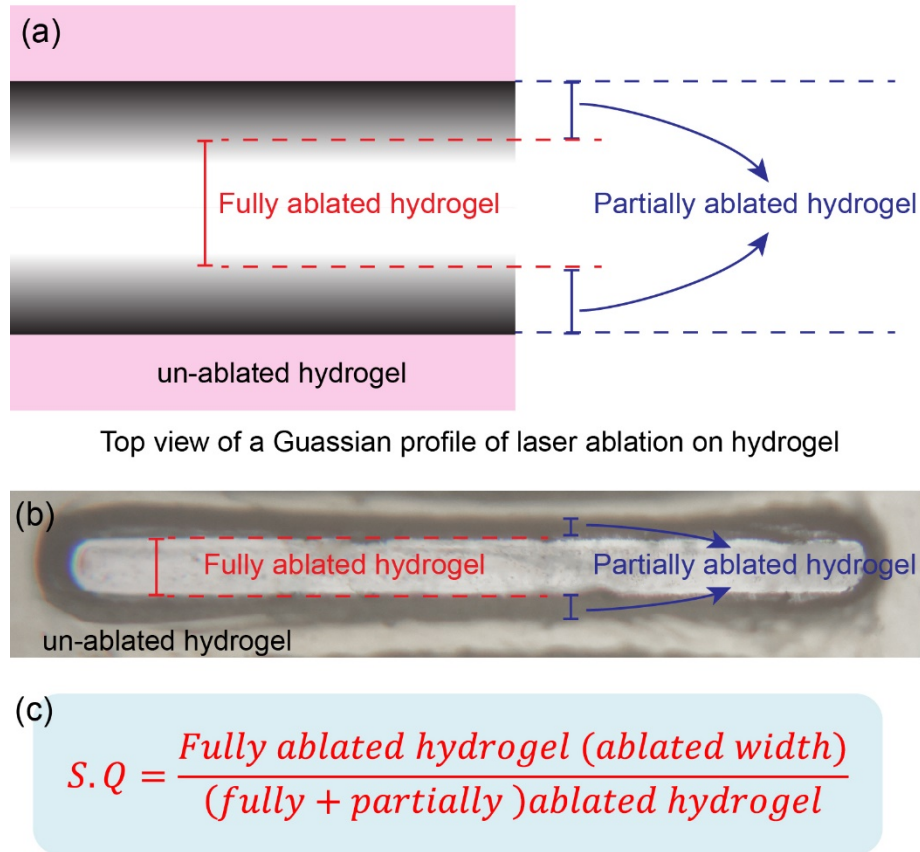 (a)
Fully ablated hydrogel
Partially ablated hydrogel
un-ablated hydrogel
Top view of a Guassian profile of laser ablation on hydrogel
(b)
Fully ablated hydrogel
Partially ablated hydrogel
un-ablated hydrogel
(c)
S.Q = Fully ablated hydrogel (ablated width)
(fully + partially )ablated hydrogel